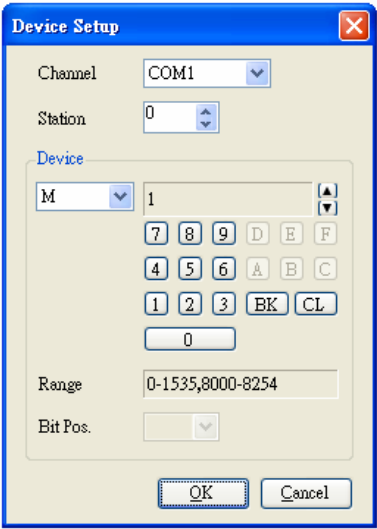 Device Setup
Channel COM1
Station 0
Device
M 1
7 8 9 D E F
4 5 6 A B C
1 2 3 BK CL
0
Range 0-1535,8000-8254
Bit Pos.
OK Cancel